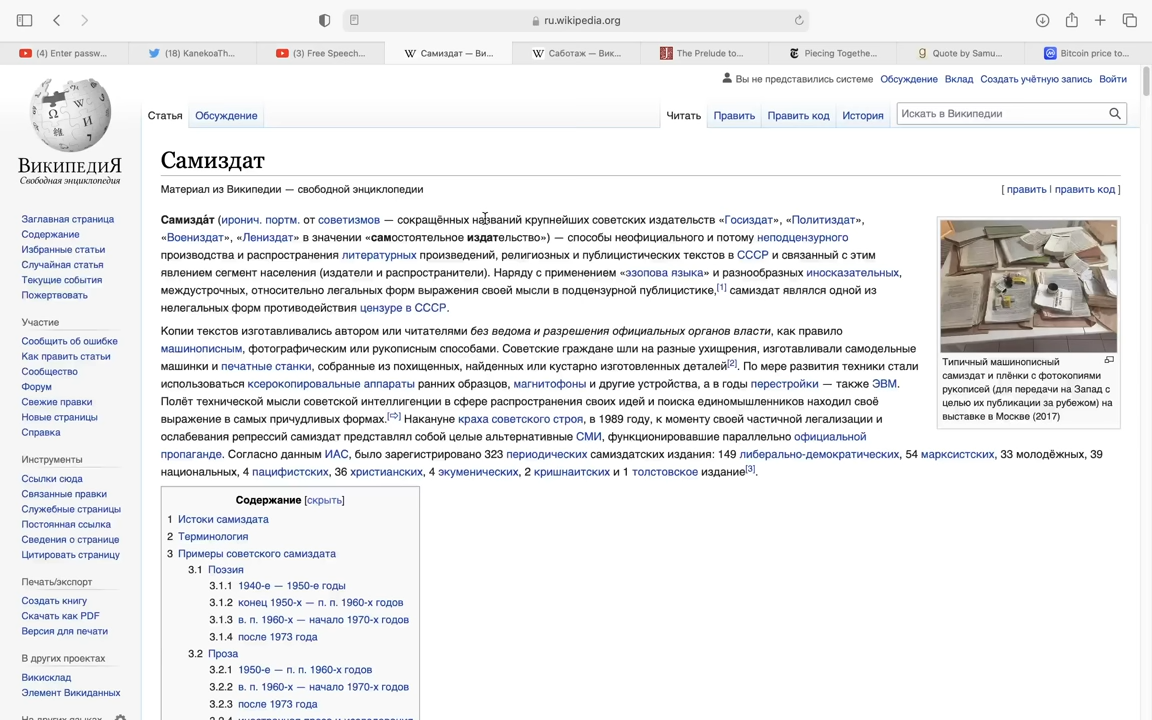 ru.wikipedia.org
(4) Enter passw...
(18) KanekoaTh...
(3) Free Speech...
Самиздат — Ви...
Саботаж — Вик...
The Prelude to...
Piecing Togethe...
Quote by Samu...
Bitcoin price to...
Вы не представились системе Обсуждение Вклад Создать учётную запись Войти
Статья Обсуждение Читать Править Править код История Искать в Википедии
ВИКИПЕДИЯ
Свободная энциклопедия
Заглавная страница
Содержание
Избранные статьи
Случайная статья
Текущие события
Пожертвовать
Участие
Сообщить об ошибке
Как править статьи
Сообщество
Форум
Свежие правки
Новые страницы
Справка
Инструменты
Ссылки сюда
Связанные правки
Служебные страницы
Постоянная ссылка
Сведения о странице
Цитировать страницу
Печать/экспорт
Создать книгу
Скачать как PDF
Версия для печати
В других проектах
Викисклад
Элемент Викиданных
На других языках
Самиздат
Материал из Википедии — свободной энциклопедии
[ править | править код ]
Самизда́т (иронич. портм. от советизмов — сокращённых названий крупнейших советских издательств «Госиздат», «Политиздат»,
«Воениздат», «Лениздат» в значении «самостоятельное издательство») — способы неофициального и потому неподцензурного
производства и распространения литературных произведений, религиозных и публицистических текстов в СССР и связанный с этим
явлением сегмент населения (издатели и распространители). Наряду с применением «эзопова языка» и разнообразных иносказательных,
междустрочных, относительно легальных форм выражения своей мысли в подцензурной публицистике,[1] самиздат являлся одной из
нелегальных форм противодействия цензуре в СССР.
Копии текстов изготавливались автором или читателями без ведома и разрешения официальных органов власти, как правило
машинописным, фотографическим или рукописным способами. Советские граждане шли на разные ухищрения, изготавливали самодельные
машинки и печатные станки, собранные из похищенных, найденных или кустарно изготовленных деталей[2]. По мере развития техники стали
использоваться ксерокопировальные аппараты ранних образцов, магнитофоны и другие устройства, а в годы перестройки — также ЭВМ.
Полёт технической мысли советской интеллигенции в сфере распространения своих идей и поиска единомышленников находил своё
выражение в самых причудливых формах.[⇨] Накануне краха советского строя, в 1989 году, к моменту своей частичной легализации и
ослабевания репрессий самиздат представлял собой целые альтернативные СМИ, функционировавшие параллельно официальной
пропаганде. Согласно данным ИАС, было зарегистрировано 323 периодических самиздатских издания: 149 либерально-демократических, 54 марксистских, 33 молодёжных, 39
национальных, 4 пацифистских, 36 христианских, 4 экуменических, 2 кришнаитских и 1 толстовское издание[3].
Типичный машинописный
самиздат и плёнки с фотокопиями
рукописей (для передачи на Запад с
целью их публикации за рубежом) на
выставке в Москве (2017)
Содержание [скрыть]
1 Истоки самиздата
2 Терминология
3 Примеры советского самиздата
3.1 Поэзия
3.1.1 1940-е — 1950-е годы
3.1.2 конец 1950-х — п. п. 1960-х годов
3.1.3 в. п. 1960-х — начало 1970-х годов
3.1.4 после 1973 года
3.2 Проза
3.2.1 1950-е — п. п. 1960-х годов
3.2.2 в. п. 1960-х — начало 1970-х годов
3.2.3 после 1973 года